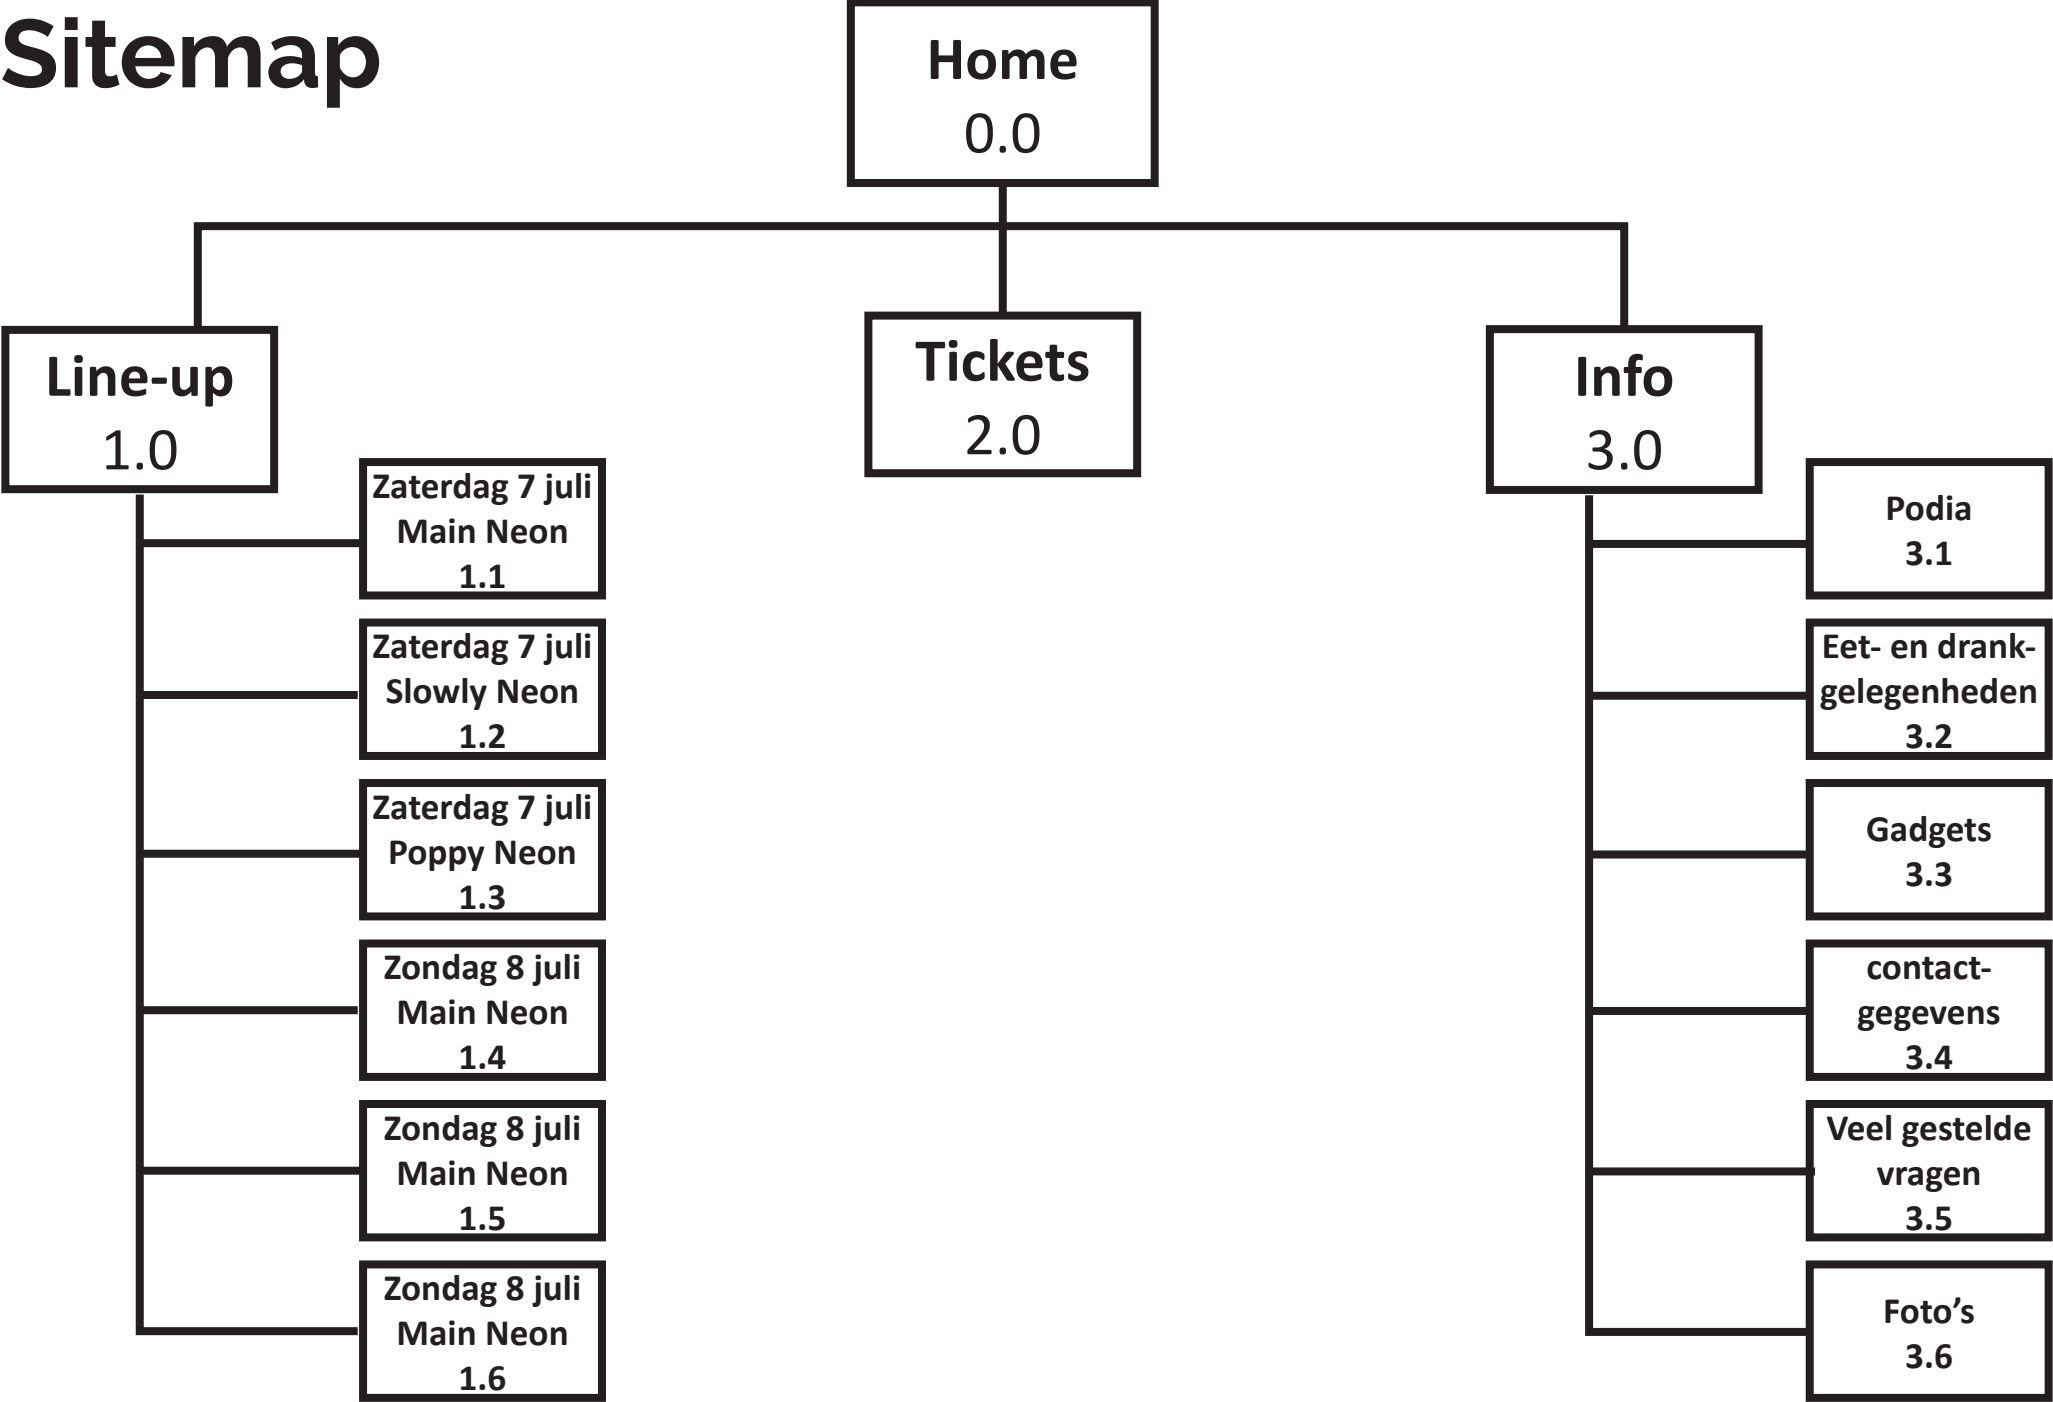 Sitemap
Home
0.0
Line-up
1.0
Zaterdag 7 juli
Main Neon
1.1
Zaterdag 7 juli
Slowly Neon
1.2
Zaterdag 7 juli
Poppy Neon
1.3
Zondag 8 juli
Main Neon
1.4
Zondag 8 juli
Main Neon
1.5
Zondag 8 juli
Main Neon
1.6
Tickets
2.0
Info
3.0
Podia
3.1
Eet- en drank-
gelegenheden
3.2
Gadgets
3.3
contact-
gegevens
3.4
Veel gestelde
vragen
3.5
Foto’s
3.6